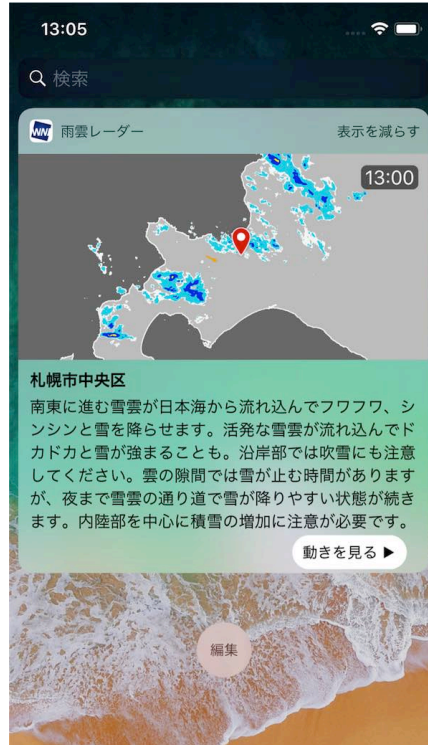 13:05
検索
WNI 雨雲レーダー 表示を減らす
13:00
札幌市中央区
南東に進む雪雲が日本海から流れ込んでフワフワ、シ
ンシンと雪を降らせます。活発な雪雲が流れ込んでド
カドカと雪が強まることも。沿岸部では吹雪にも注意
してください。雲の隙間では雪が止む時間があります
が、夜まで雪雲の通り道で雪が降りやすい状態が続き
ます。内陸部を中心に積雪の増加に注意が必要です。
動きを見る ▶
編集